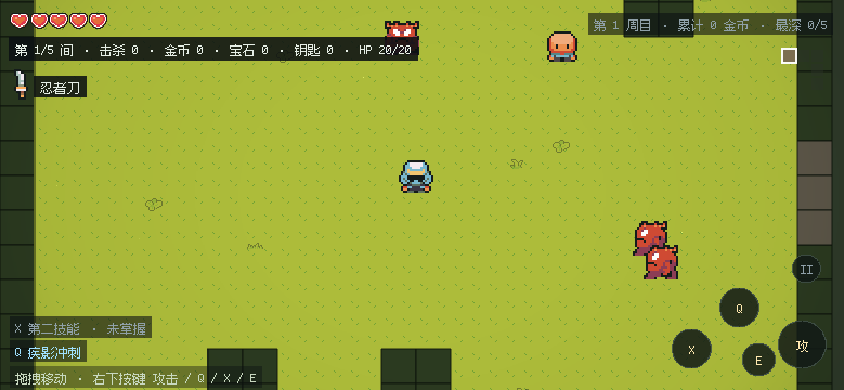 第 1 周目 · 累计 0 金币 · 最深 0/5
第 1/5 间 · 击杀 0 · 金币 0 · 宝石 0 · 钥匙 0 · HP 20/20
忍者刀
II
Q
X
攻
E
X 第二技能 · 未掌握
Q 疾影冲刺
拖拽移动 · 右下按键 攻击 / Q / X / E